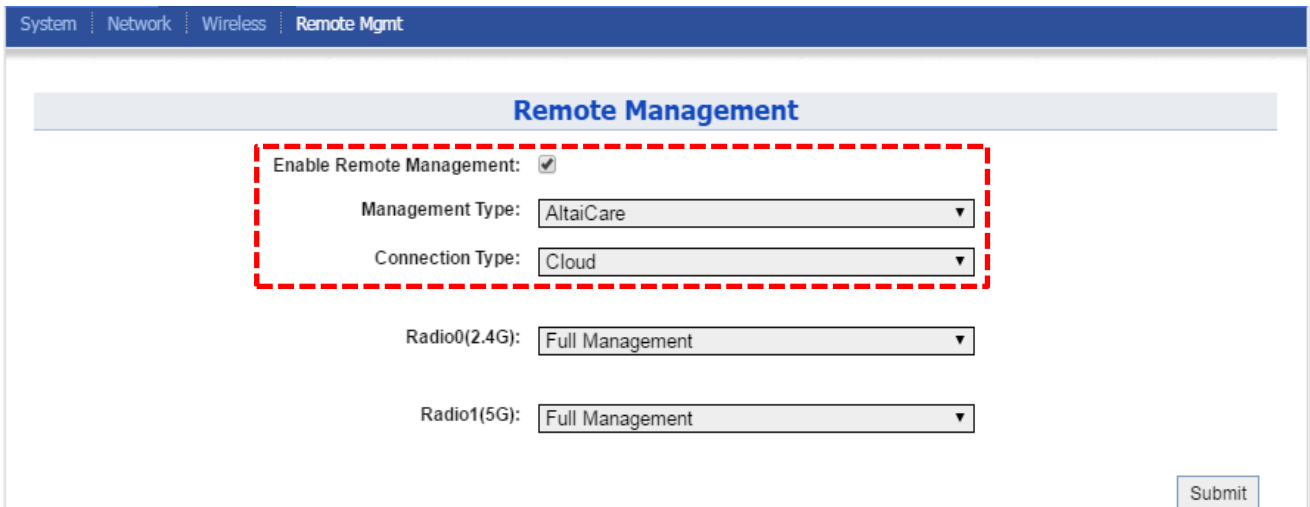 System Network Wireless Remote Mgmt
Remote Management
Enable Remote Management:
Management Type: AltaiCare
Connection Type: Cloud
Radio0(2.4G): Full Management
Radio1(5G): Full Management
Submit